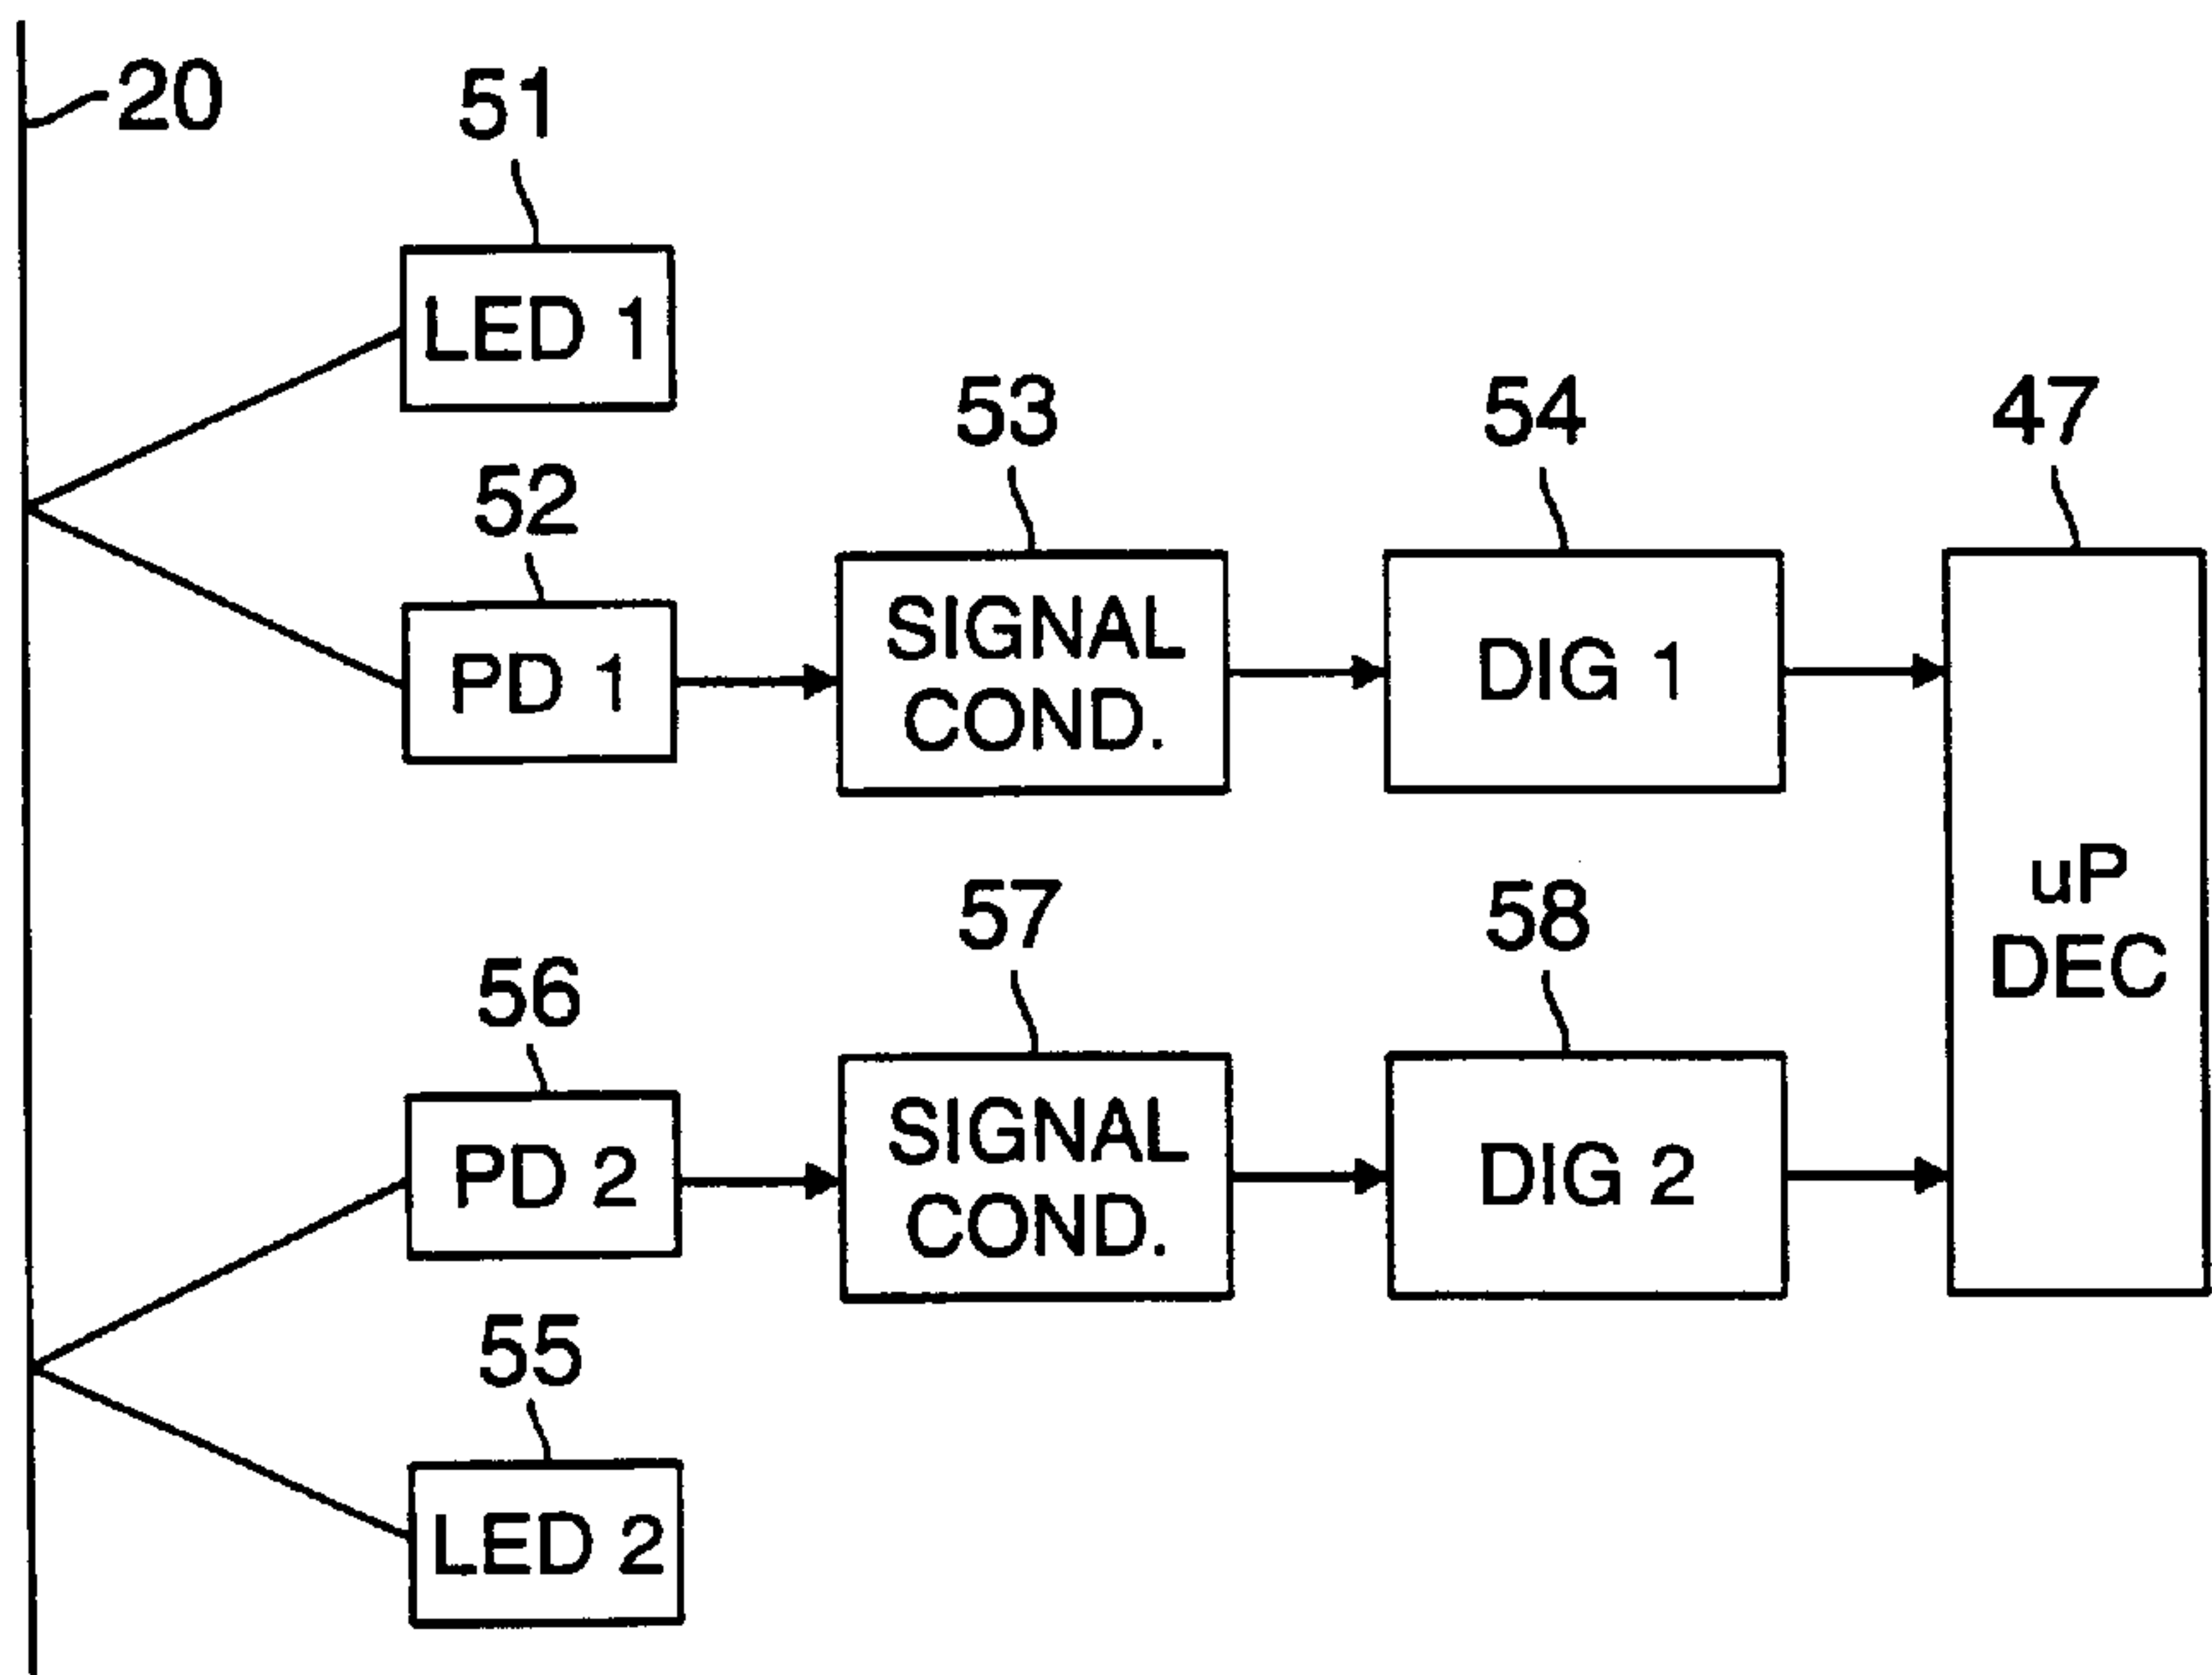 20
51
LED 1
52
PD 1
53
SIGNAL
COND.
54
DIG 1
47
uP
DEC
56
PD 2
57
SIGNAL
COND.
58
DIG 2
55
LED 2